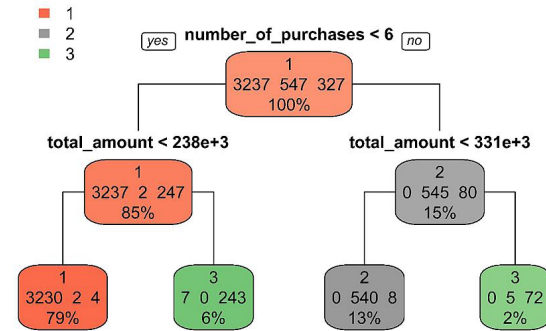 1
2
3
yes number_of_purchases < 6 no
1
3237 547 327
100%
total_amount < 238e+3 total_amount < 331e+3
1
3237 2 247
85%
2
0 545 80
15%
1
3230 2 4
79%
3
7 0 243
6%
2
0 540 8
13%
3
0 5 72
2%